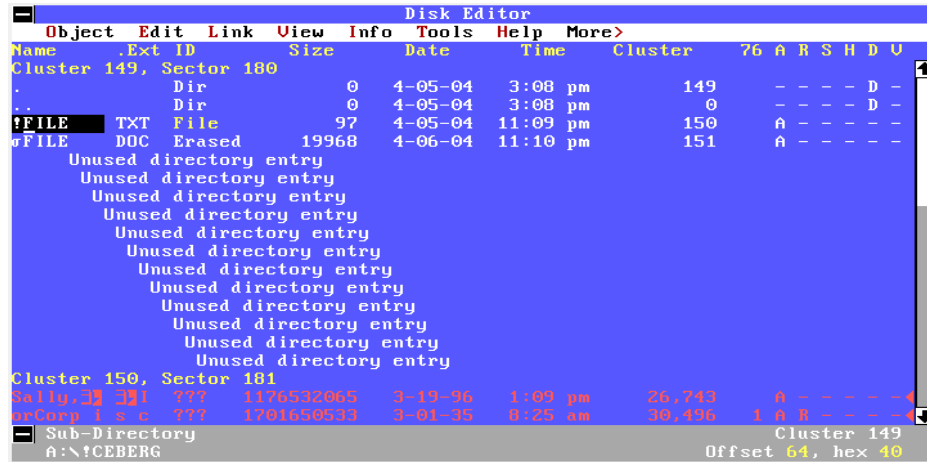 Disk Editor
Object Edit Link View Info Tools Help More>
Name .Ext ID Size Date Time Cluster 76 A R S H D V
Cluster 149, Sector 180
. Dir 0 4-05-04 3:08 pm 149 - - - - D -
.. Dir 0 4-05-04 3:08 pm 0 - - - - D -
!FILE TXT File 97 4-05-04 11:09 pm 150 A - - - - -
σFILE DOC Erased 19968 4-06-04 11:10 pm 151 A - - - - -
Unused directory entry
Unused directory entry
Unused directory entry
Unused directory entry
Unused directory entry
Unused directory entry
Unused directory entry
Unused directory entry
Unused directory entry
Unused directory entry
Unused directory entry
Unused directory entry
Cluster 150, Sector 181
Sally, I ??? 1176532065 3-19-96 1:09 pm 26,743 A - - - - -
orCorp i s c ??? 1701650533 3-01-35 8:25 am 30,496 1 A R - - - -
Sub-Directory Cluster 149
A:\!CEBERG Offset 64, hex 40